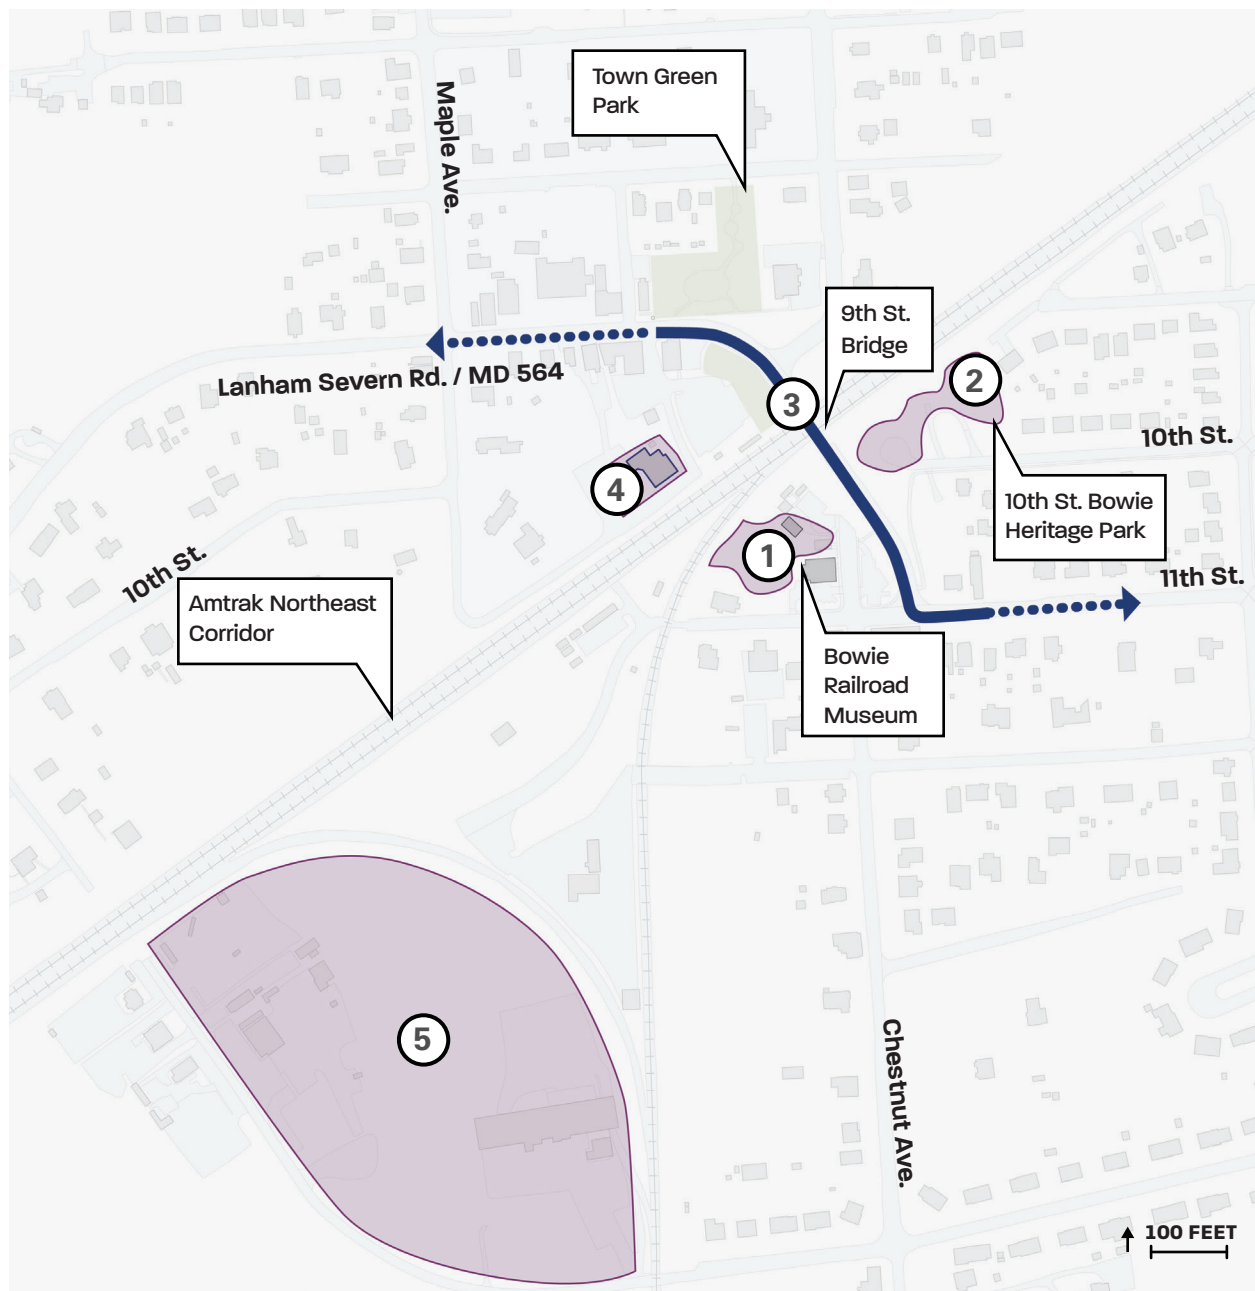 Town Green
Park
Maple Ave.
9th St.
Bridge
Lanham Severn Rd. / MD 564
3
2
10th St.
4
10th St. Bowie
Heritage Park
1
10th St.
11th St.
Amtrak Northeast
Corridor
Bowie
Railroad
Museum
5
Chestnut Ave.
100 FEET